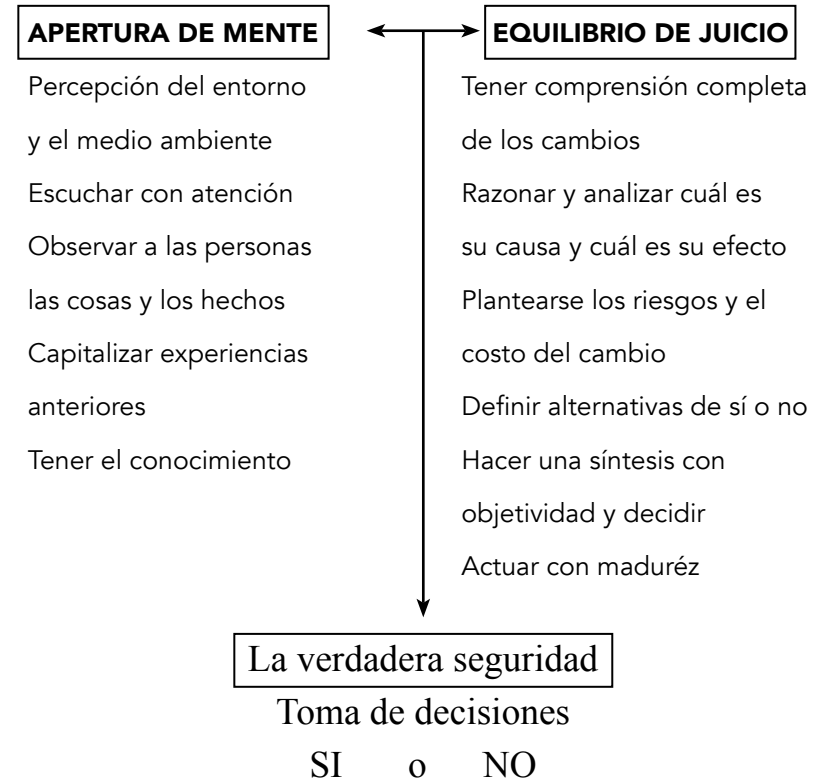 APERTURA DE MENTE
Percepción del entorno
y el medio ambiente
Escuchar con atención
Observar a las personas
las cosas y los hechos
Capitalizar experiencias
anteriores
Tener el conocimiento
EQUILIBRIO DE JUICIO
Tener comprensión completa
de los cambios
Razonar y analizar cuál es
su causa y cuál es su efecto
Plantearse los riesgos y el
costo del cambio
Definir alternativas de sí o no
Hacer una síntesis con
objetividad y decidir
Actuar con maduréz
La verdadera seguridad
Toma de decisiones
SI o NO